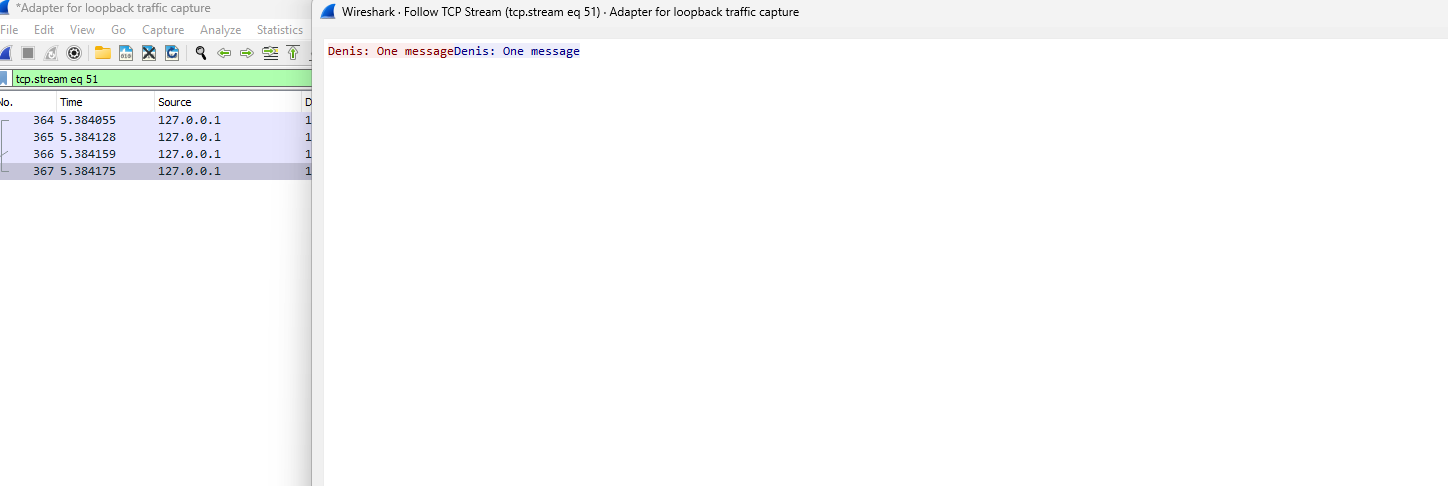 *Adapter for loopback traffic capture
File Edit View Go Capture Analyze Statistics
tcp.stream eq 51
No. Time Source D
364 5.384055 127.0.0.1 1
365 5.384128 127.0.0.1 1
366 5.384159 127.0.0.1 1
367 5.384175 127.0.0.1 1
Wireshark · Follow TCP Stream (tcp.stream eq 51) · Adapter for loopback traffic capture
Denis: One messageDenis: One message